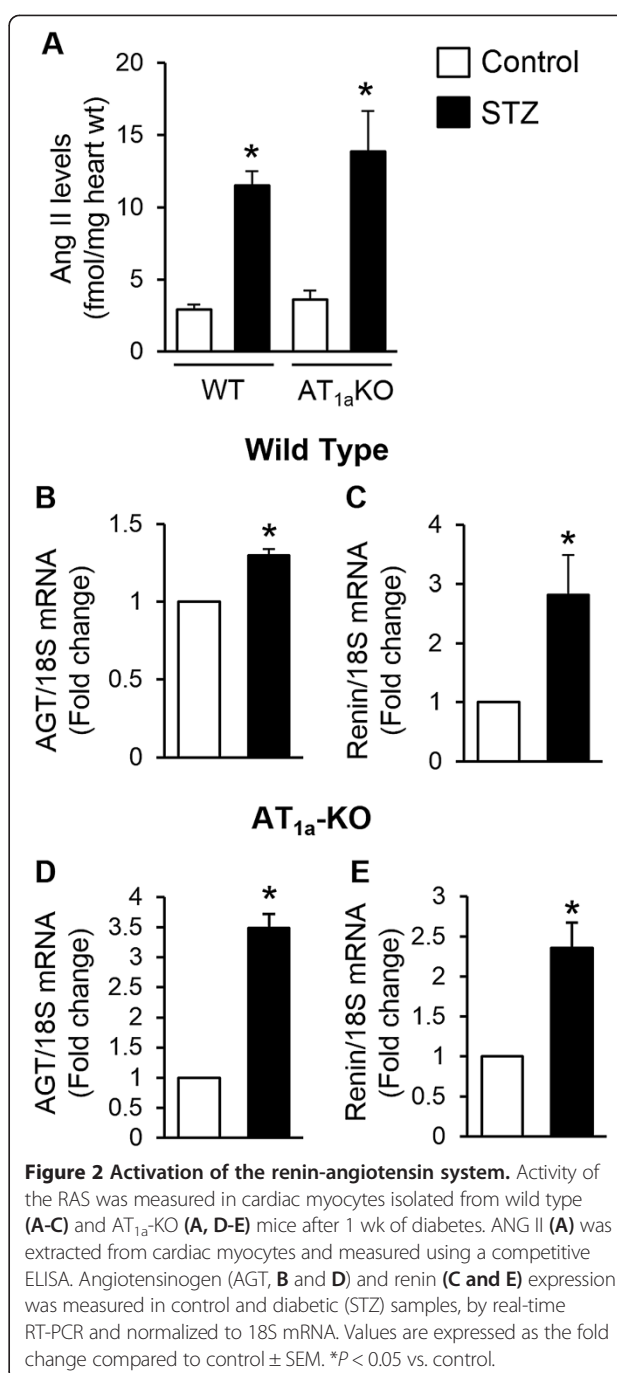 A
Control
STZ
Ang II levels
(fmol/mg heart wt)
20
15
10
5
0
*
*
WT
AT1aKO
Wild Type
B
AGT/18S mRNA
(Fold change)
1.5
1
0.5
0
*
C
Renin/18S mRNA
(Fold change)
4
3
2
1
0
*
AT1a-KO
D
AGT/18S mRNA
(Fold change)
4
3.5
3
2.5
2
1.5
1
0.5
0
*
E
Renin/18S mRNA
(Fold change)
3
2.5
2
1.5
1
0.5
0
*
Figure 2 Activation of the renin-angiotensin system. Activity of
the RAS was measured in cardiac myocytes isolated from wild type
(A-C) and AT1a-KO (A, D-E) mice after 1 wk of diabetes. ANG II (A) was
extracted from cardiac myocytes and measured using a competitive
ELISA. Angiotensinogen (AGT, B and D) and renin (C and E) expression
was measured in control and diabetic (STZ) samples, by real-time
RT-PCR and normalized to 18S mRNA. Values are expressed as the fold
change compared to control ± SEM. *P < 0.05 vs. control.